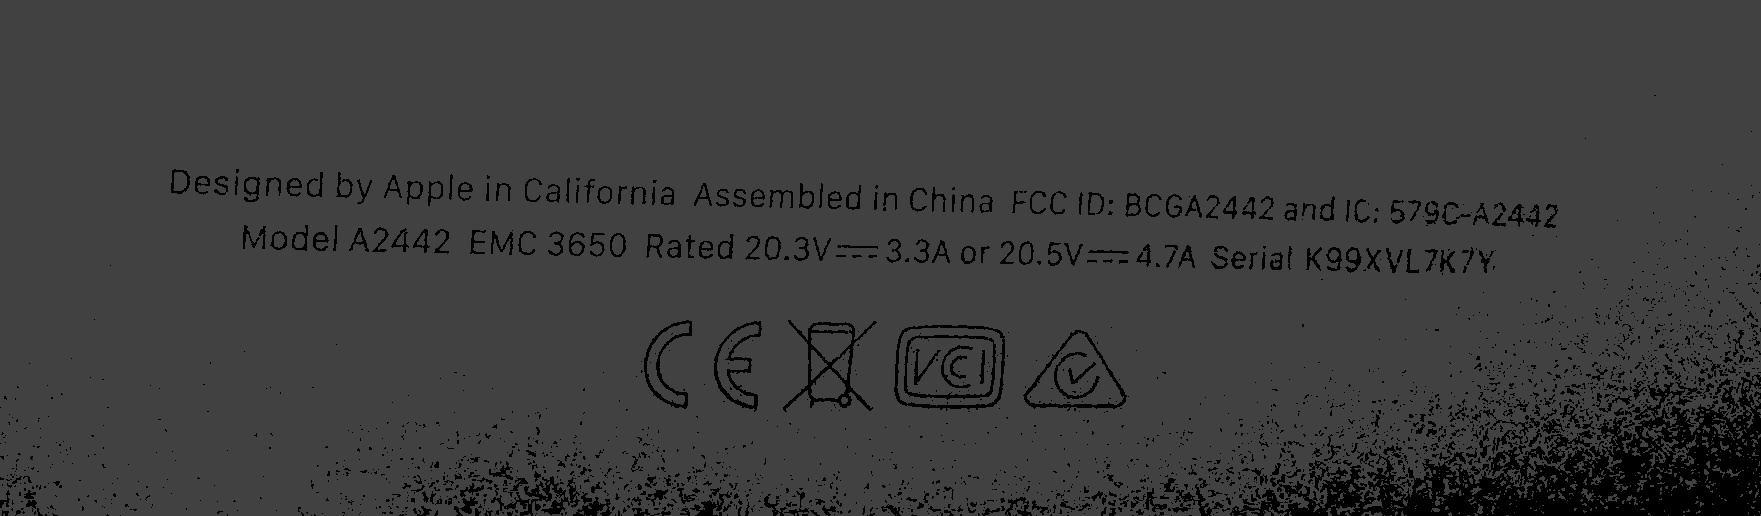 Designed by Apple in California Assembled in China FCC ID: BCGA2442 and IC: 579C-A2442
Model A2442 EMC 3650 Rated 20.3V⎓3.3A or 20.5V⎓4.7A Serial K99XVL7K7Y
CE VCI